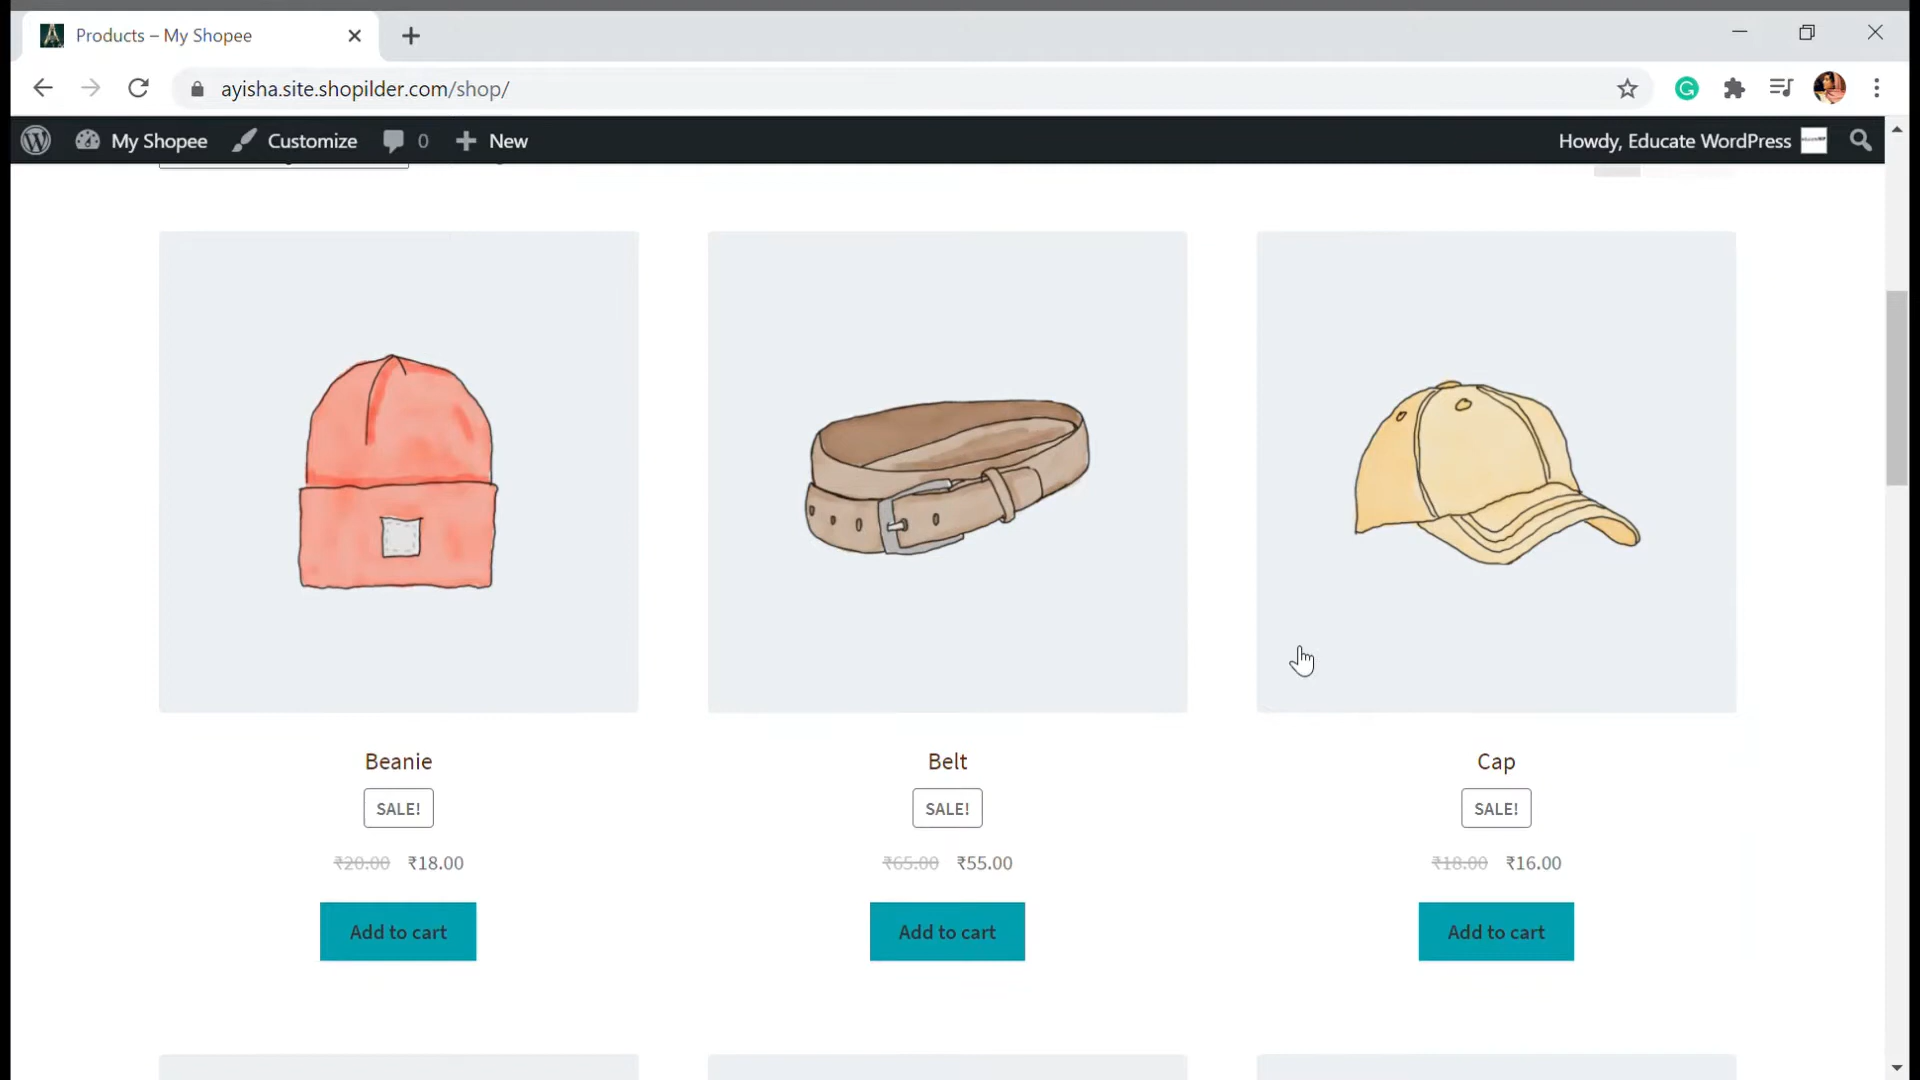 Products – My Shopee
ayisha.site.shopilder.com/shop/
My Shopee Customize 0 New Howdy, Educate WordPress
Beanie Belt Cap
SALE! SALE! SALE!
₹20.00 ₹18.00 ₹65.00 ₹55.00 ₹18.00 ₹16.00
Add to cart Add to cart Add to cart